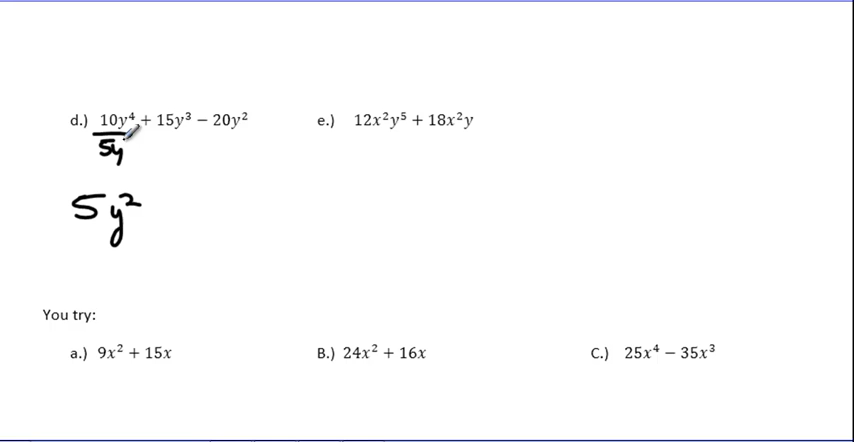 d.) 10y⁴ + 15y³ − 20y² e.) 12x²y⁵ + 18x²y
5y
5y²
You try:
a.) 9x² + 15x B.) 24x² + 16x C.) 25x⁴ − 35x³